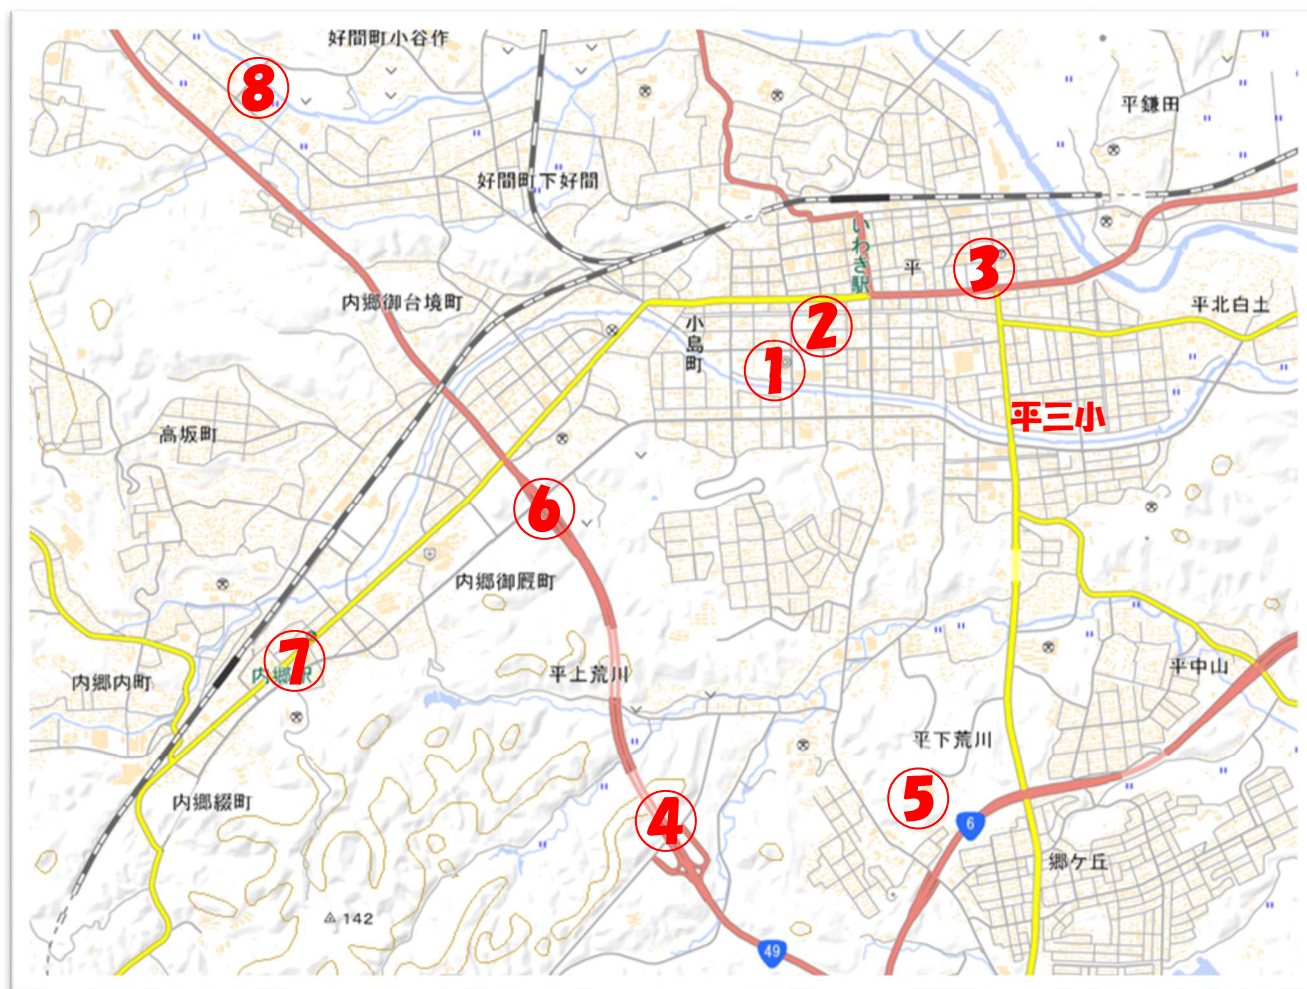 好間町小谷作
⑧
平鎌田
好間町下好間
いわき駅
平
③
内郷御台境町
小島町
②
平北白土
①
平三小
高坂町
⑥
内郷御厩町
⑦
内郷駅
内郷内町
平上荒川
平中山
平下荒川
⑤
④
6
内郷綴町
郷ケ丘
142
49